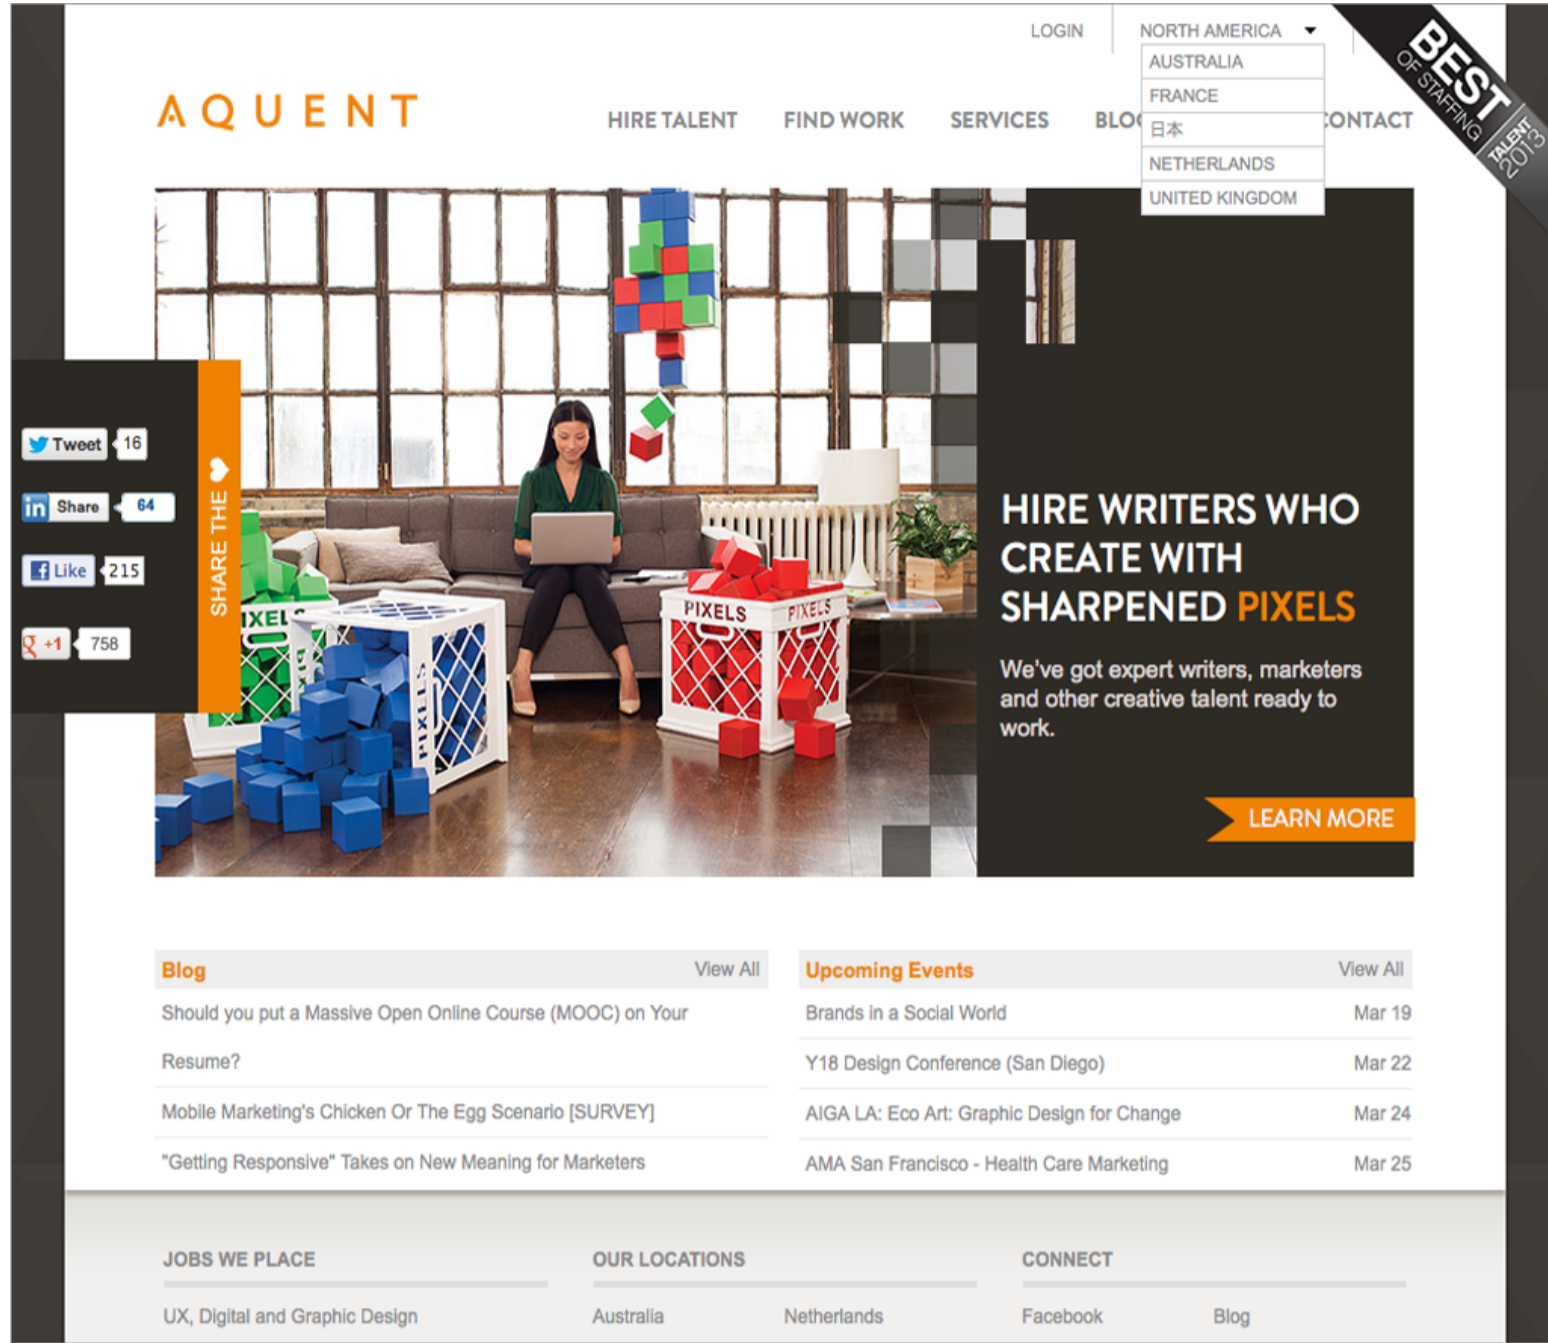 LOGIN
NORTH AMERICA
AUSTRALIA
FRANCE
日本
NETHERLANDS
UNITED KINGDOM
BEST
OF STAFFING
TALENT
2013
AQUENT
HIRE TALENT
FIND WORK
SERVICES
BLOG
CONTACT
Tweet 16
in Share 64
Like 215
+1 758
SHARE THE
PIXELS
PIXELS
PIXELS
HIRE WRITERS WHO
CREATE WITH
SHARPENED PIXELS
We've got expert writers, marketers
and other creative talent ready to
work.
LEARN MORE
Blog View All
Should you put a Massive Open Online Course (MOOC) on Your
Resume?
Mobile Marketing's Chicken Or The Egg Scenario [SURVEY]
"Getting Responsive" Takes on New Meaning for Marketers
Upcoming Events View All
Brands in a Social World Mar 19
Y18 Design Conference (San Diego) Mar 22
AIGA LA: Eco Art: Graphic Design for Change Mar 24
AMA San Francisco - Health Care Marketing Mar 25
JOBS WE PLACE
UX, Digital and Graphic Design
OUR LOCATIONS
Australia Netherlands
CONNECT
Facebook Blog